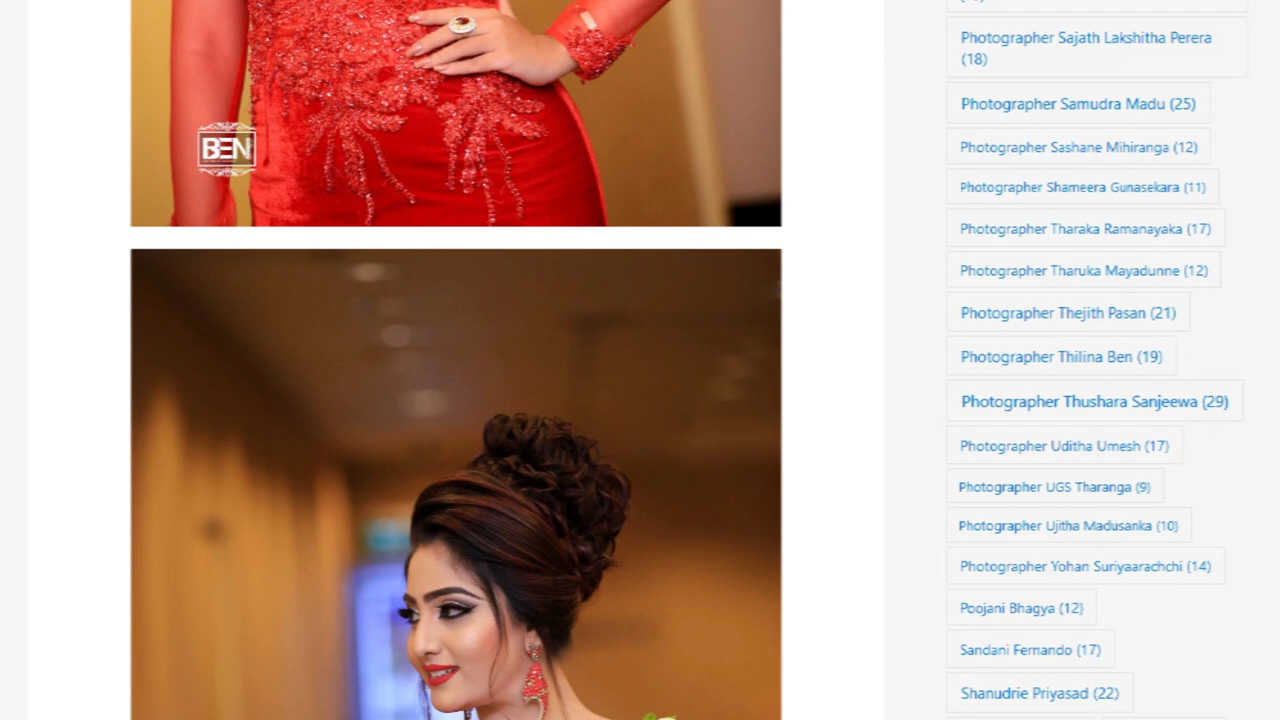 BEN
Photographer Sajath Lakshitha Perera
(18)
Photographer Samudra Madu (25)
Photographer Sashane Mihiranga (12)
Photographer Shameera Gunasekara (11)
Photographer Tharaka Ramanayaka (17)
Photographer Tharuka Mayadunne (12)
Photographer Thejith Pasan (21)
Photographer Thilina Ben (19)
Photographer Thushara Sanjeewa (29)
Photographer Uditha Umesh (17)
Photographer UGS Tharanga (9)
Photographer Ujitha Madusanka (10)
Photographer Yohan Suriyaarachchi (14)
Poojani Bhagya (12)
Sandani Fernando (17)
Shanudrie Priyasad (22)